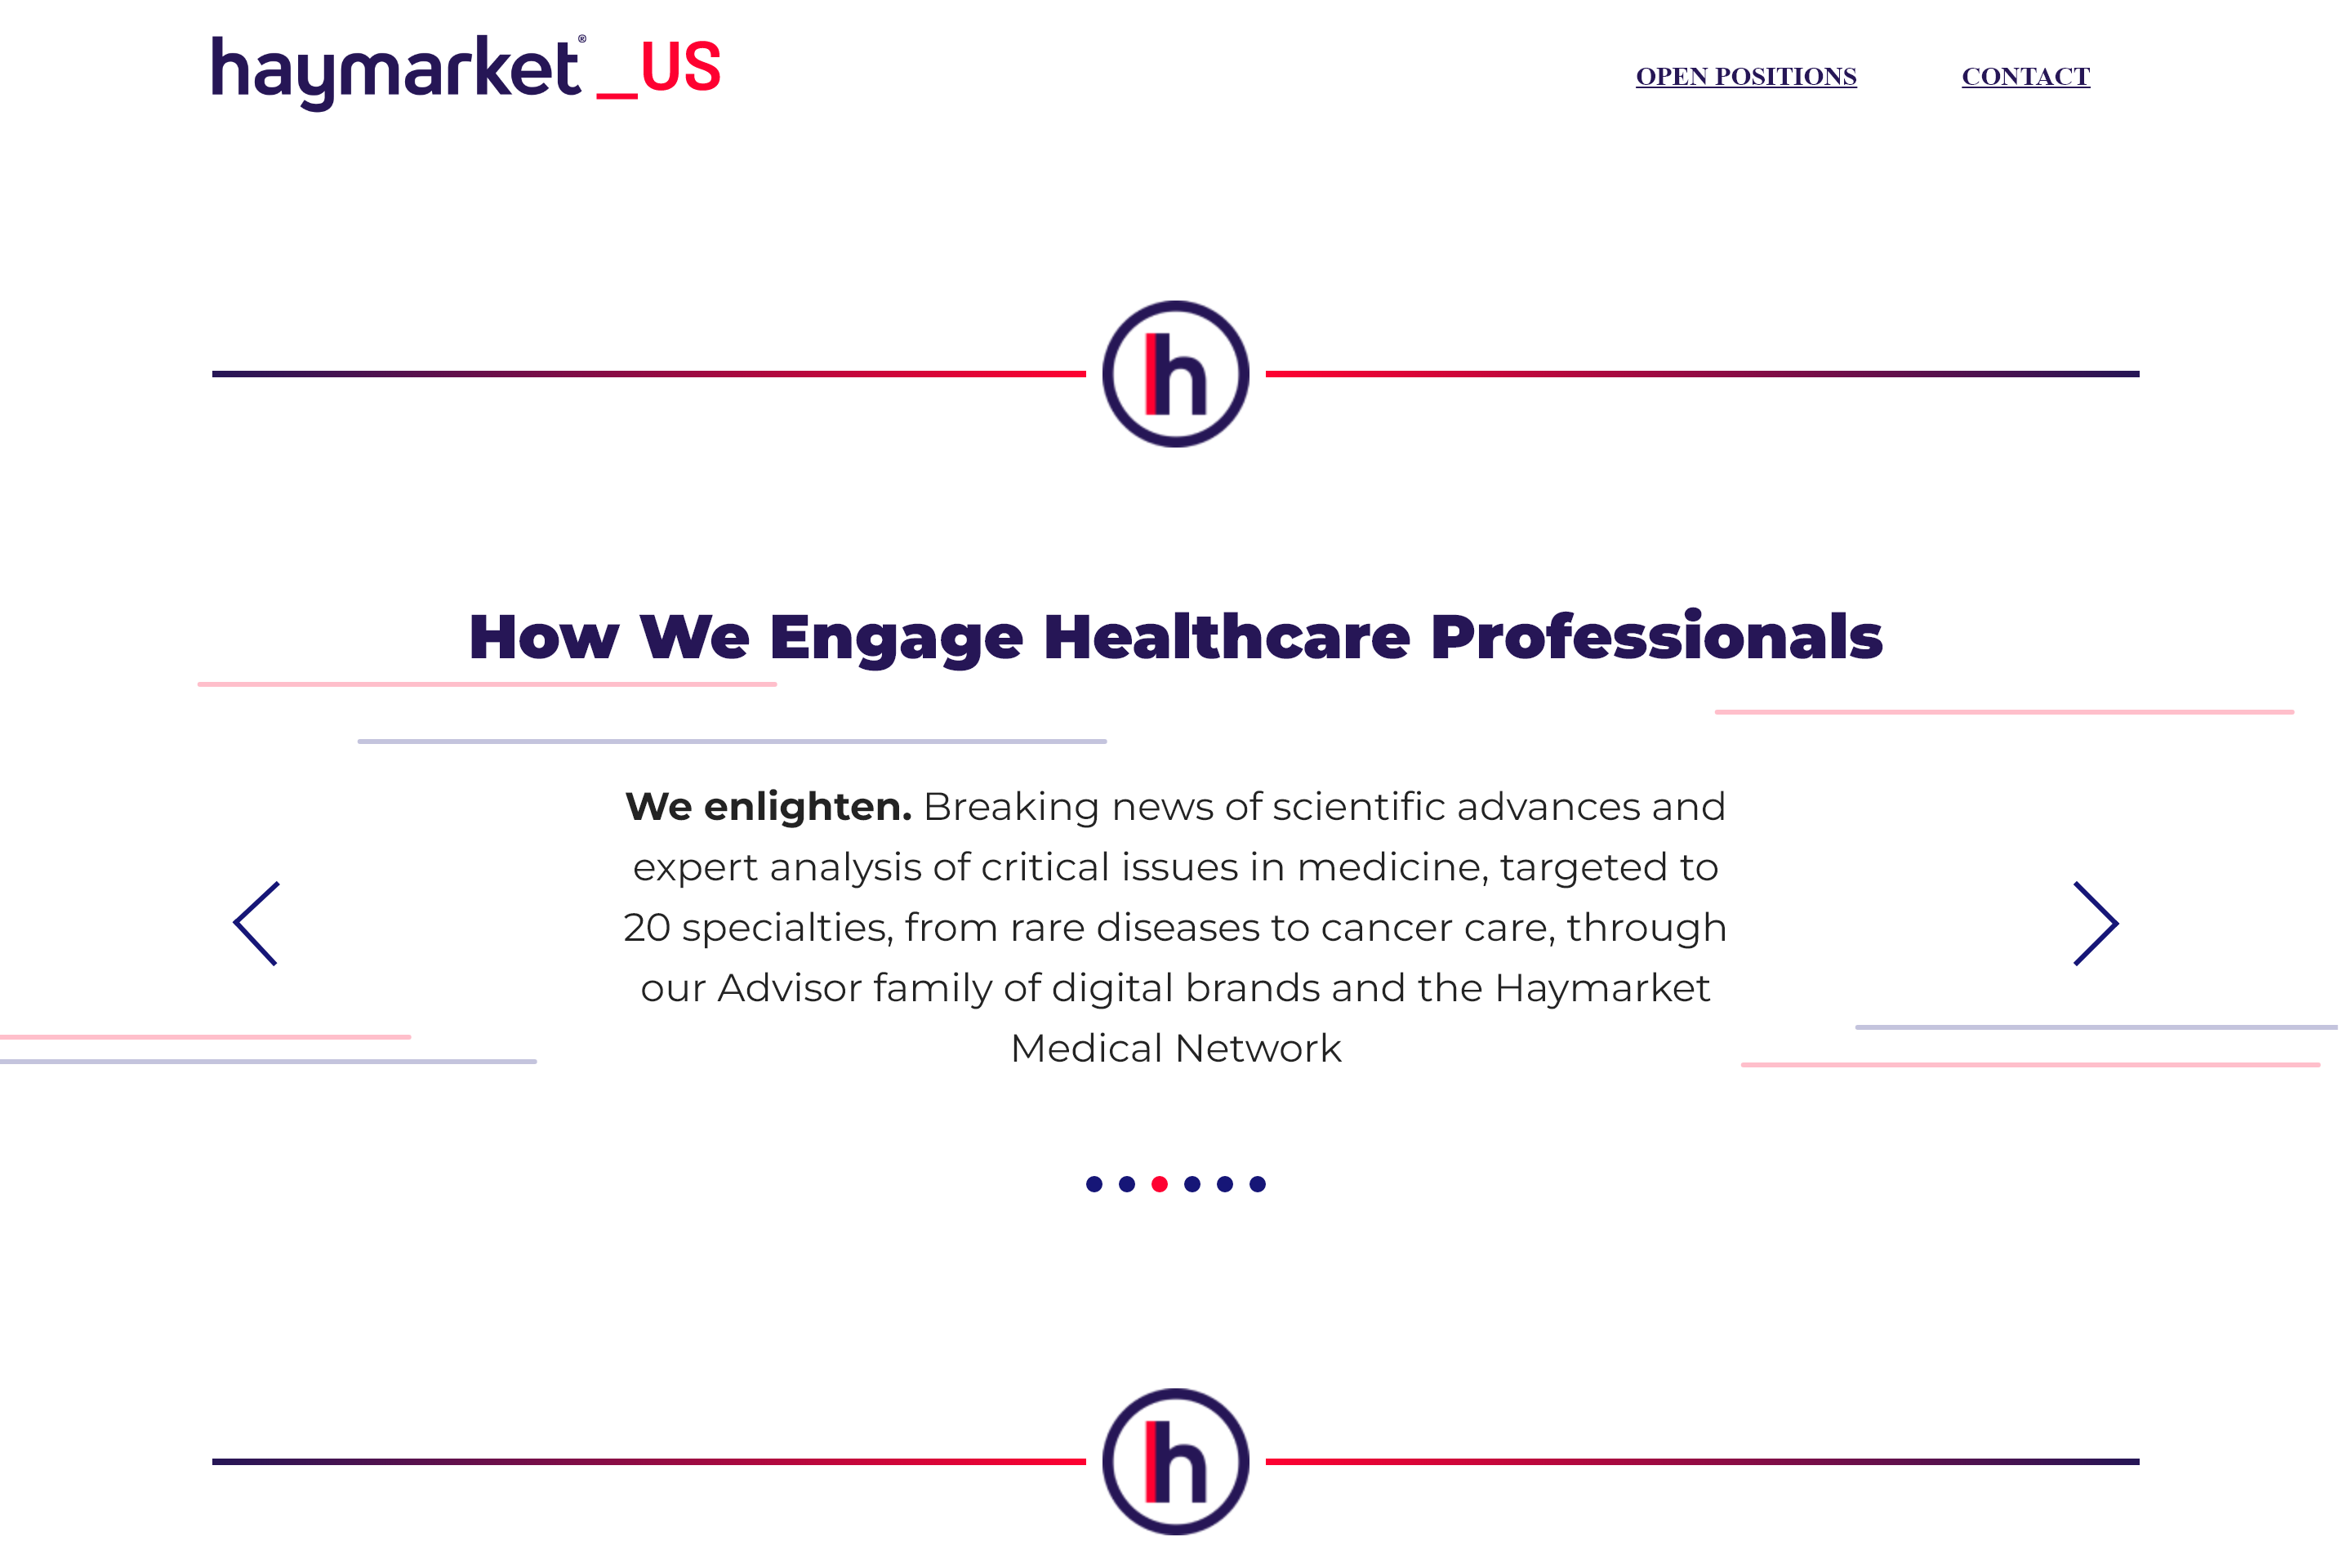 haymarket® _US
OPEN POSITIONS CONTACT
h
How We Engage Healthcare Professionals
We enlighten. Breaking news of scientific advances and
expert analysis of critical issues in medicine, targeted to
20 specialties, from rare diseases to cancer care, through
our Advisor family of digital brands and the Haymarket
Medical Network
h